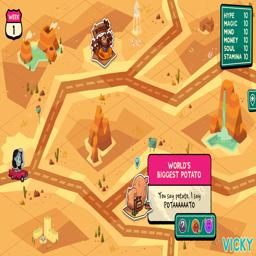 WEEK
1
HYPE 10
MAGIC 10
MIND 10
MONEY 10
SOUL 10
STAMINA 10
WORLD'S
BIGGEST POTATO
You say potato, I say
POTAAAAAATO
VICKY